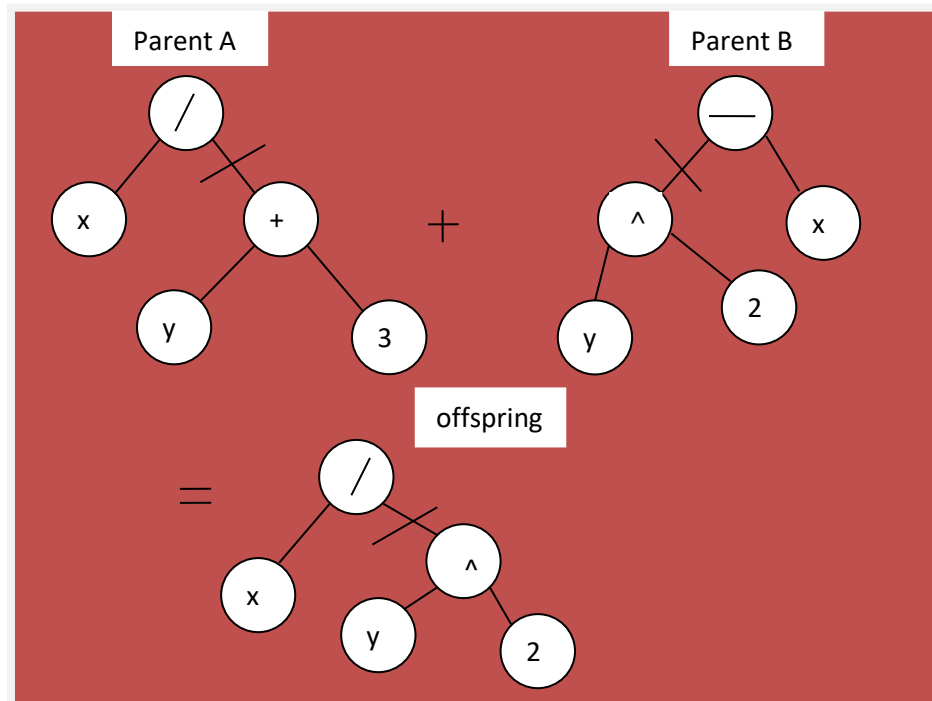 Parent A
Parent B
/
—
x
+
^
x
+
y
3
y
2
offspring
=
/
x
^
y
2